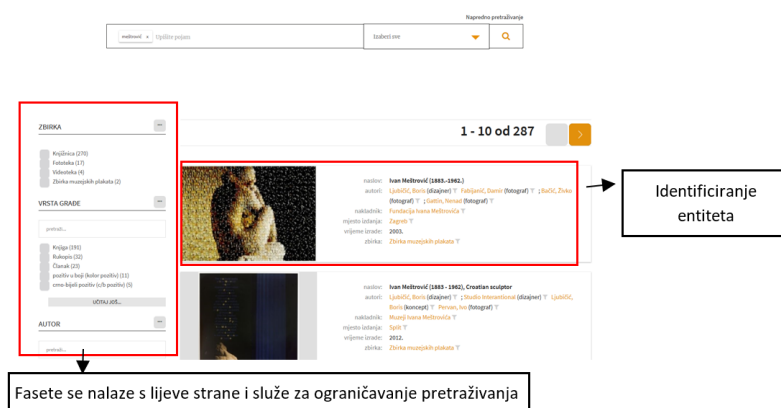 Napredno pretraživanje
meštrović x Upišite pojam Izaberi sve
ZBIRKA
Knjižnica (270)
Fototeka (17)
Videoteka (4)
Zbirka muzejskih plakata (2)
VRSTA GRAĐE
pretraži...
Knjiga (191)
Rukopis (32)
Članak (23)
pozitiv u boji (kolor pozitiv) (11)
crno-bijeli pozitiv (c/b pozitiv) (5)
UČITAJ JOŠ...
AUTOR
pretraži...
1 - 10 od 287
naslov: Ivan Meštrović (1883.-1962.)
autori: Ljubičić, Boris (dizajner) Fabijanić, Damir (fotograf) ; Bačić, Živko
(fotograf) ; Gattin, Nenad (fotograf)
nakladnik: Fundacija Ivana Meštrovića
mjesto izdanja: Zagreb
vrijeme izrade: 2003.
zbirka: Zbirka muzejskih plakata
naslov: Ivan Meštrović (1883 - 1962), Croatian sculptor
autori: Ljubičić, Boris (dizajner) ; Studio International (dizajner) Ljubičić,
Boris (koncept) Pervan, Ivo (fotograf)
nakladnik: Muzeji Ivana Meštrovića
mjesto izdanja: Split
vrijeme izrade: 2012.
zbirka: Zbirka muzejskih plakata
Identificiranje
entiteta
Fasete se nalaze s lijeve strane i služe za ograničavanje pretraživanja